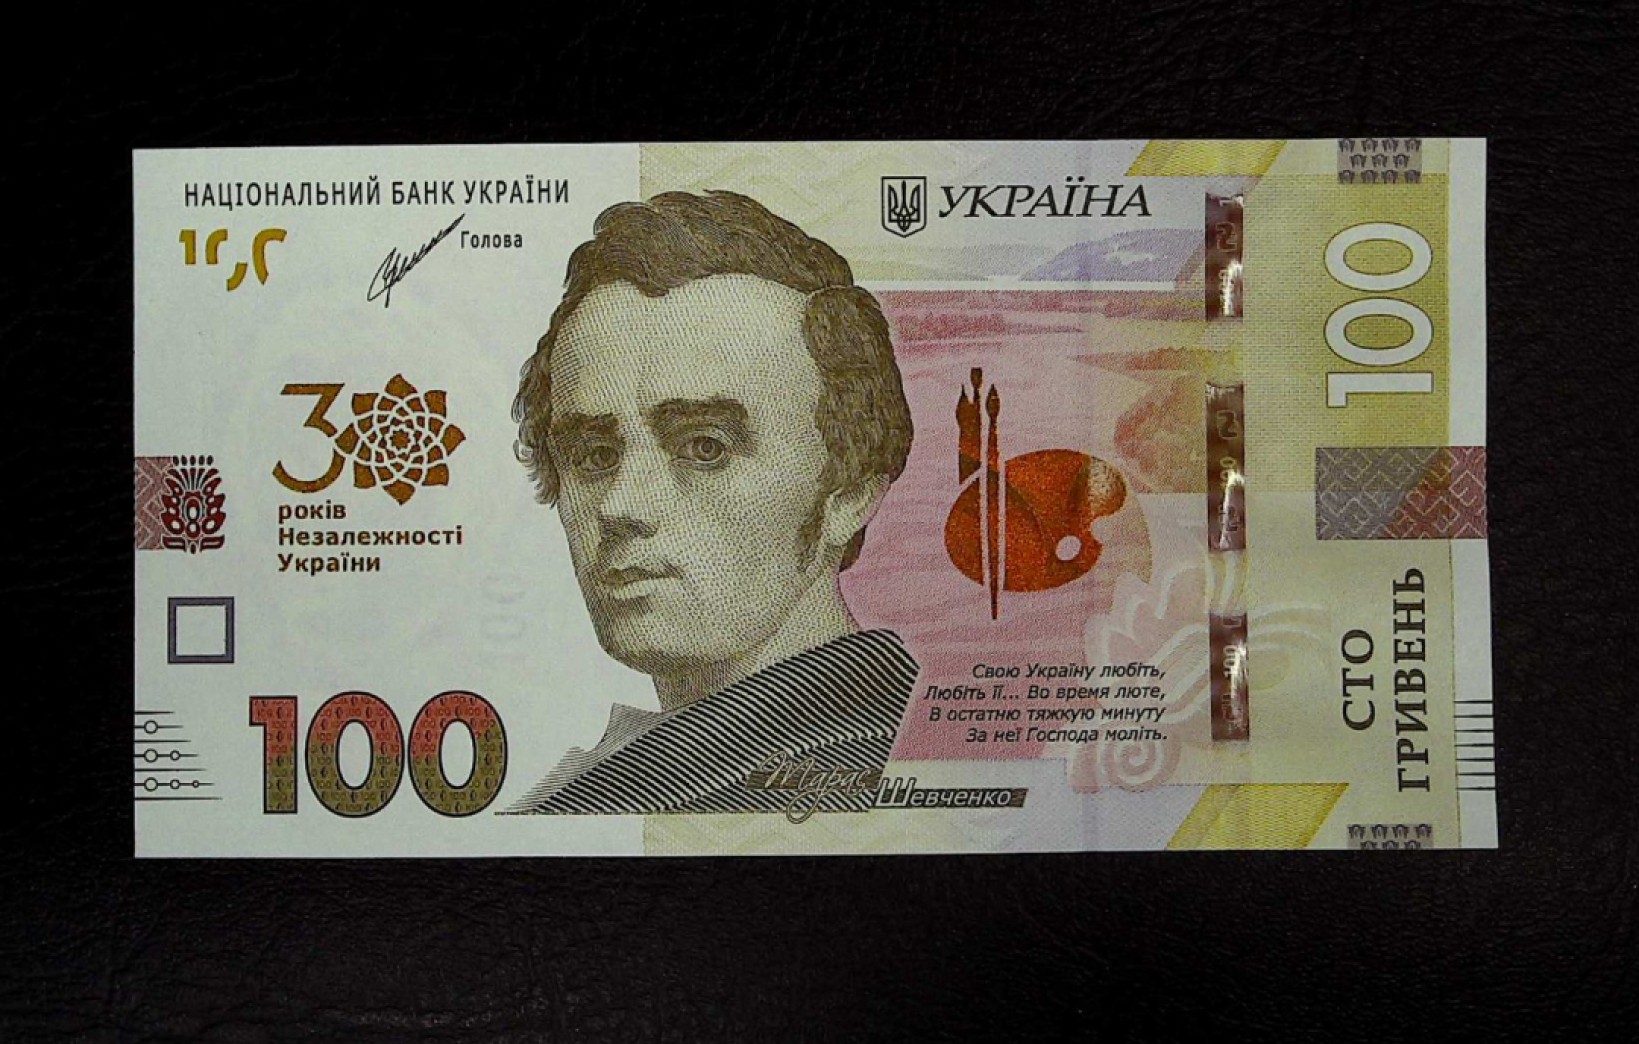 НАЦІОНАЛЬНИЙ БАНК УКРАЇНИ
Голова
УКРАЇНА
100
30
років
Незалежності
України
100
Свою Україну любіть,
Любіть її... Во время люте,
В остатню тяжкую минуту
За неї Господа моліть.
Тарас
Шевченко
СТО
ГРИВЕНЬ